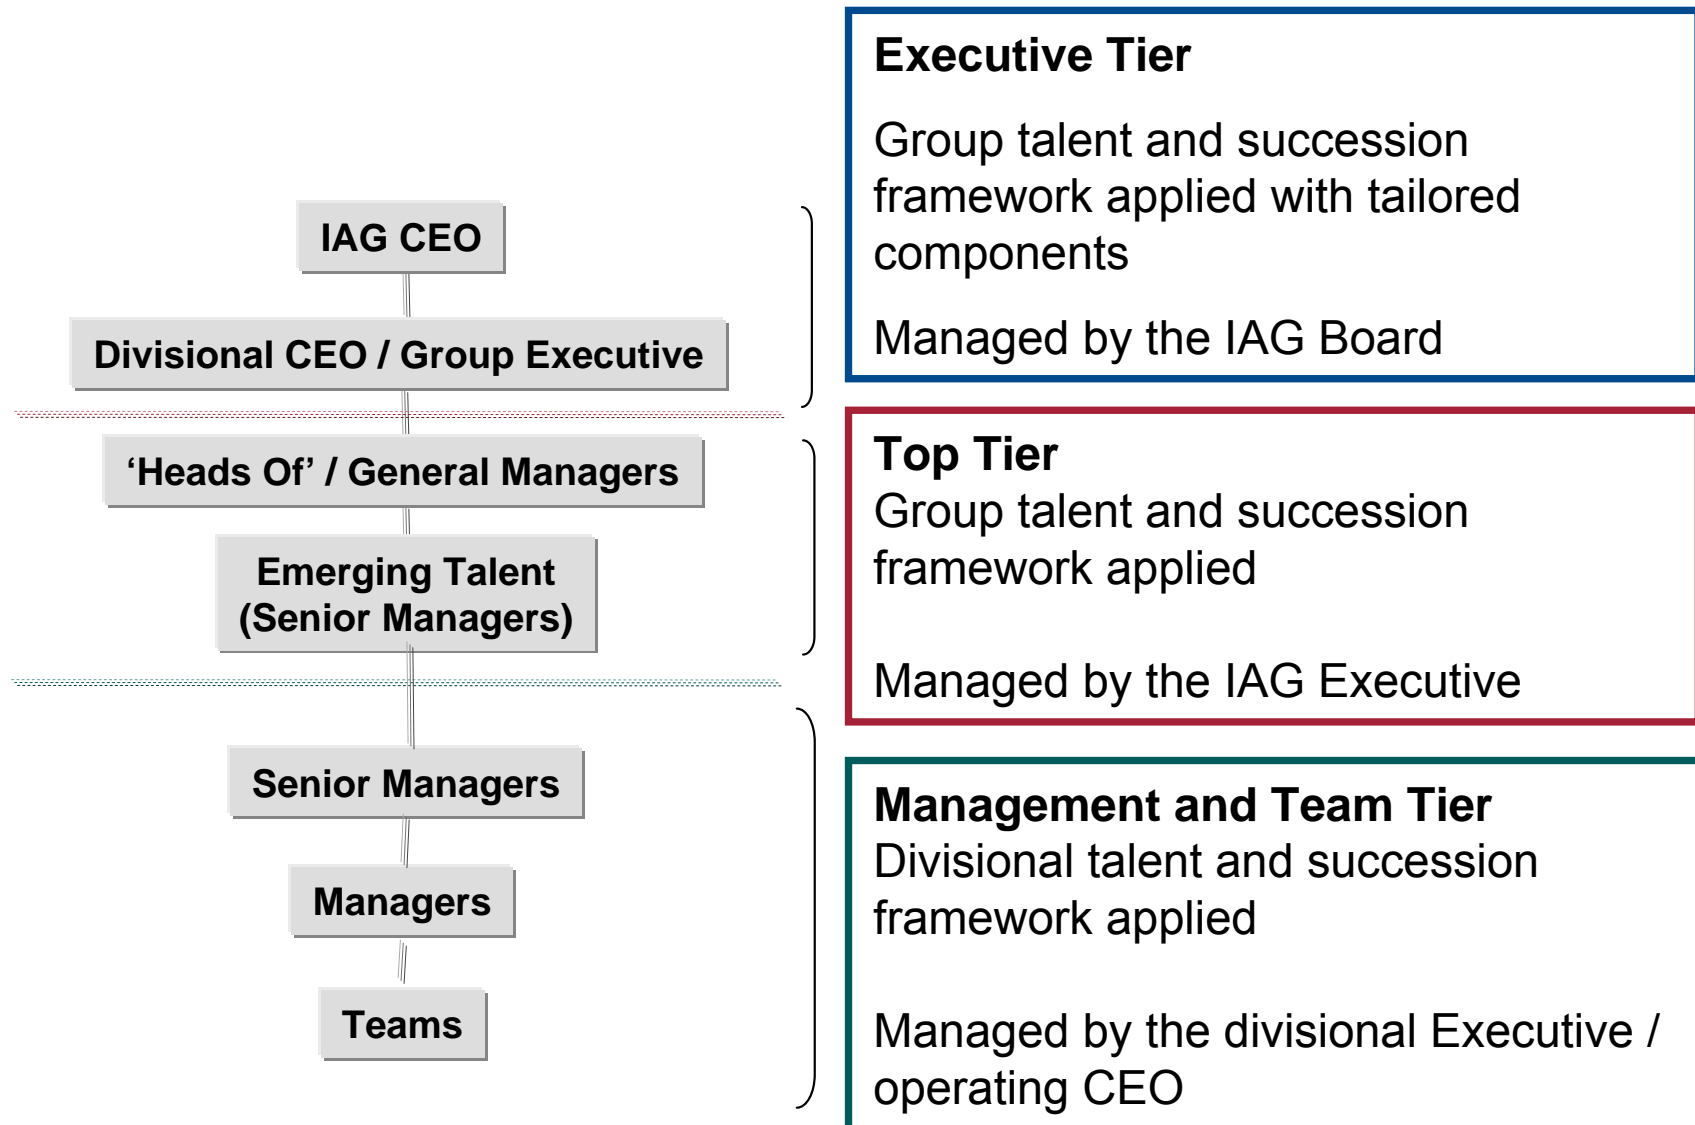 IAG CEO
Divisional CEO / Group Executive
‘Heads Of’ / General Managers
Emerging Talent
(Senior Managers)
Senior Managers
Managers
Teams
Executive Tier
Group talent and succession
framework applied with tailored
components
Managed by the IAG Board
Top Tier
Group talent and succession
framework applied
Managed by the IAG Executive
Management and Team Tier
Divisional talent and succession
framework applied
Managed by the divisional Executive /
operating CEO